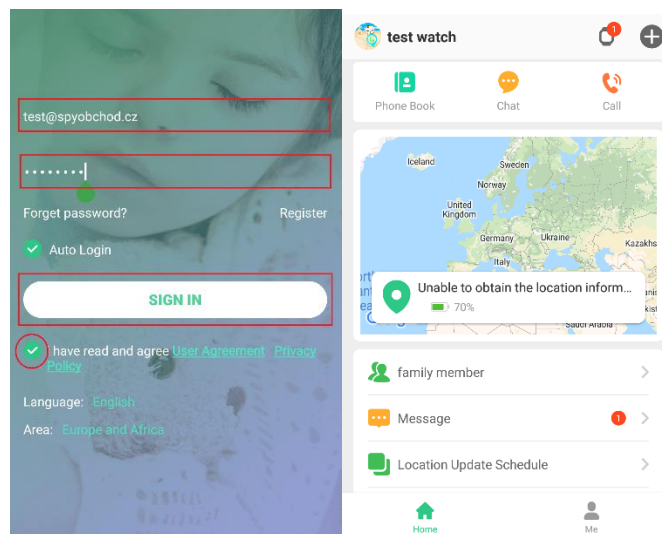 test@spyobchod.cz
••••••••
Forget password?
Register
Auto Login
SIGN IN
I have read and agree User Agreement Privacy
Policy
Language: English
Area: Europe and Africa
test watch
1
Phone Book
Chat
Call
Iceland
Sweden
Norway
United
Kingdom
Germany
Ukraine
Kazakhs
Italy
Unable to obtain the location inform...
70%
Saudi Arabia
family member
Message
1
Location Update Schedule
Home
Me